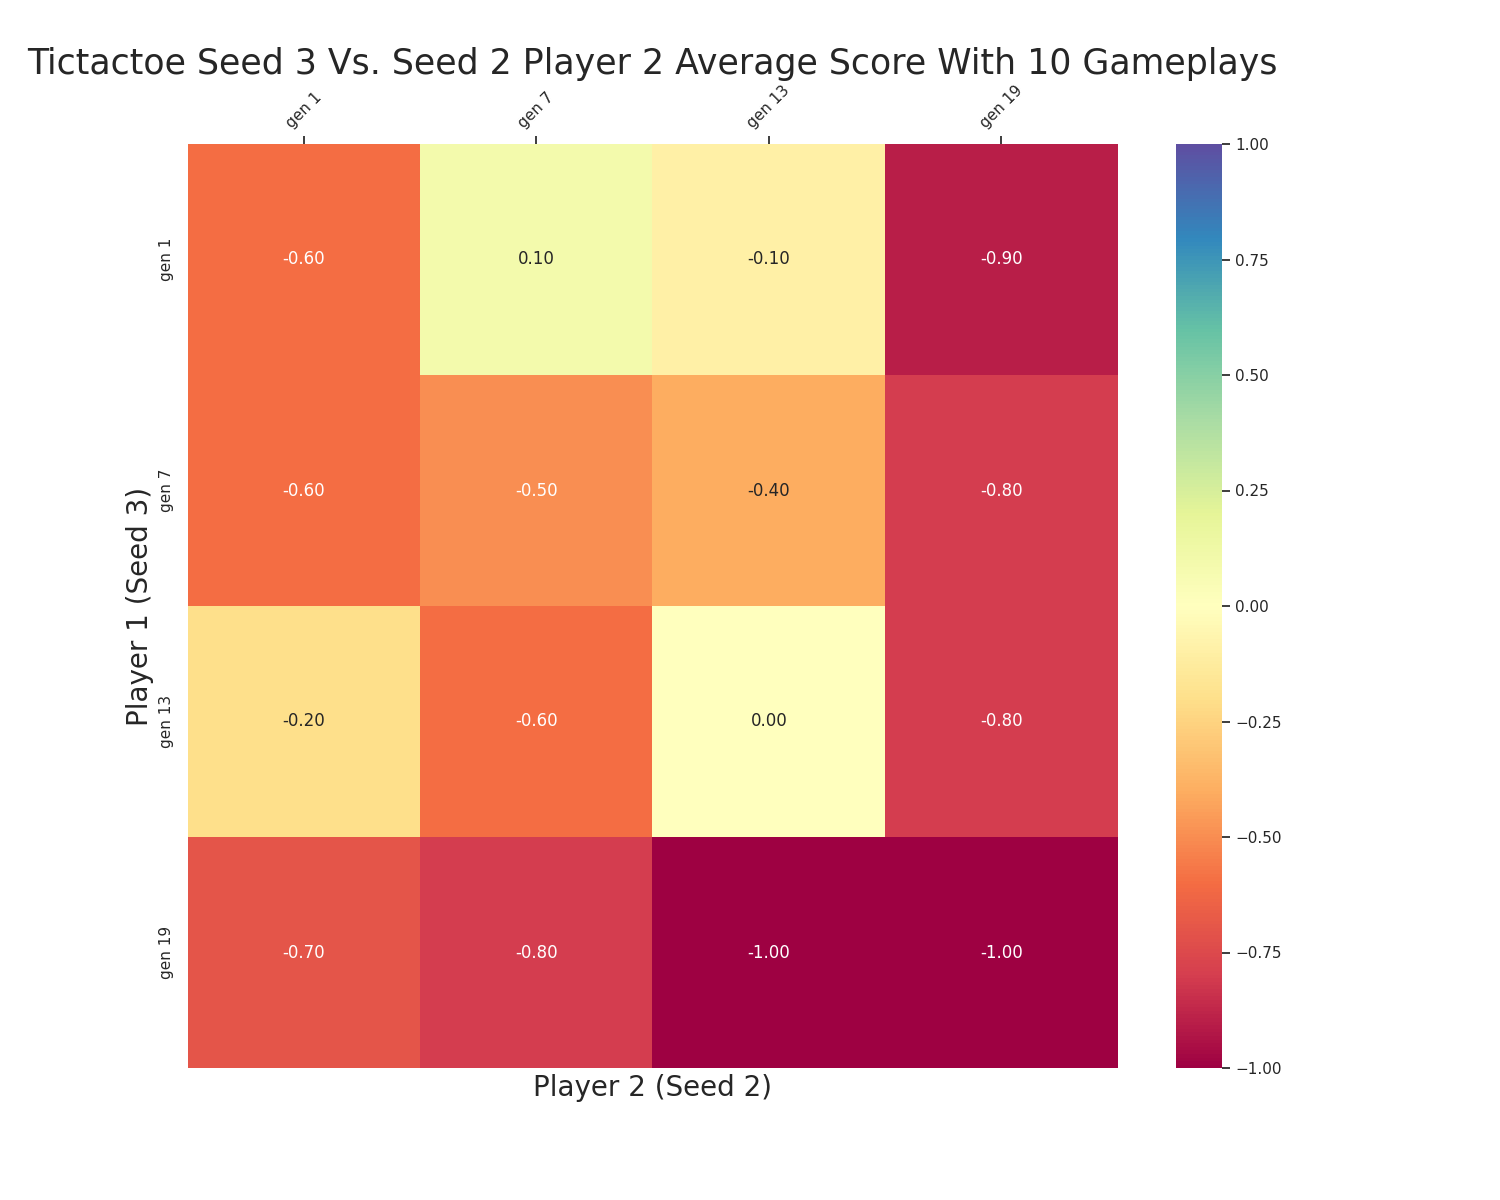 Tictactoe Seed 3 Vs. Seed 2 Player 2 Average Score With 10 Gameplays
gen 1
gen 7
gen 13
gen 19
Player 1 (Seed 3)
gen 1
-0.60
0.10
-0.10
-0.90
gen 7
-0.60
-0.50
-0.40
-0.80
gen 13
-0.20
-0.60
0.00
-0.80
gen 19
-0.70
-0.80
-1.00
-1.00
Player 2 (Seed 2)
1.00
0.75
0.50
0.25
0.00
−0.25
−0.50
−0.75
−1.00